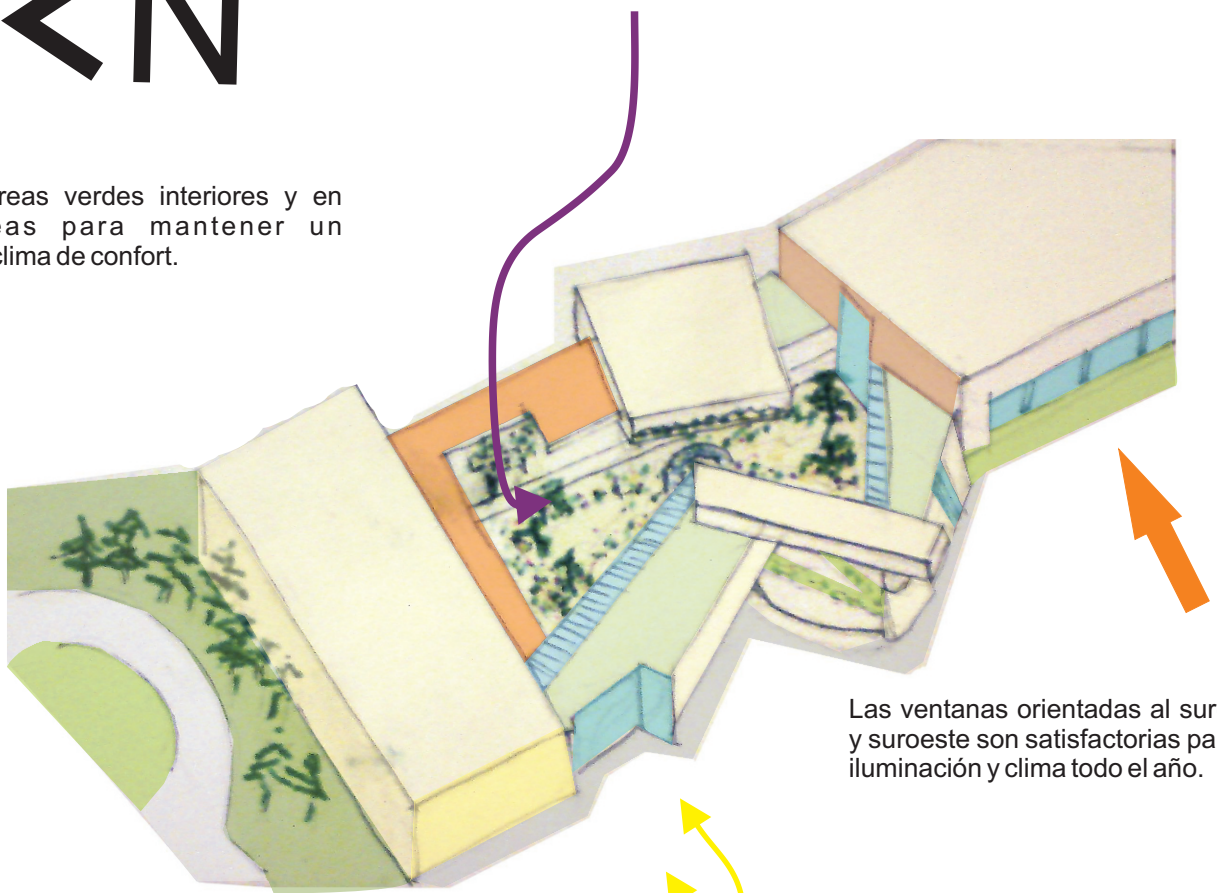 <N
reas verdes interiores y en
eas para mantener un
clima de confort.
Las ventanas orientadas al sur
y suroeste son satisfactorias pa
iluminación y clima todo el año.